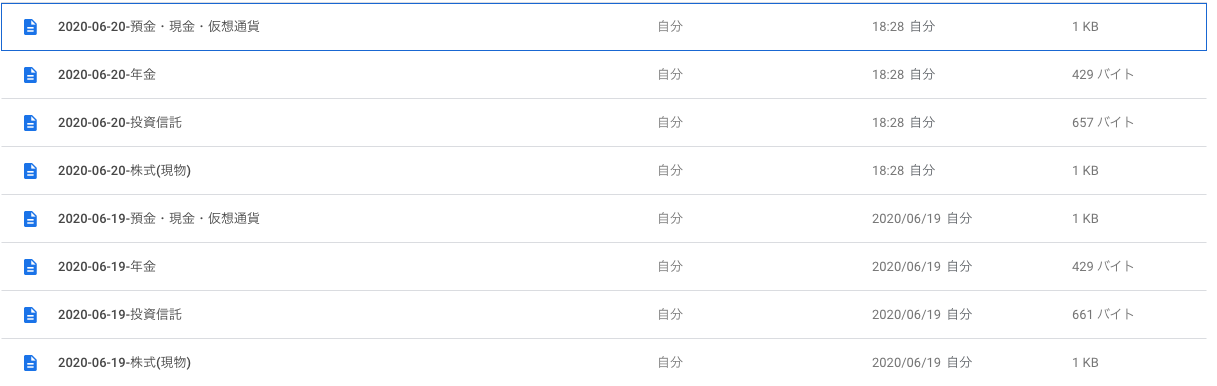 2020-06-20-預金・現金・仮想通貨 自分 18:28 自分 1 KB
2020-06-20-年金 自分 18:28 自分 429 バイト
2020-06-20-投資信託 自分 18:28 自分 657 バイト
2020-06-20-株式(現物) 自分 18:28 自分 1 KB
2020-06-19-預金・現金・仮想通貨 自分 2020/06/19 自分 1 KB
2020-06-19-年金 自分 2020/06/19 自分 429 バイト
2020-06-19-投資信託 自分 2020/06/19 自分 661 バイト
2020-06-19-株式(現物) 自分 2020/06/19 自分 1 KB